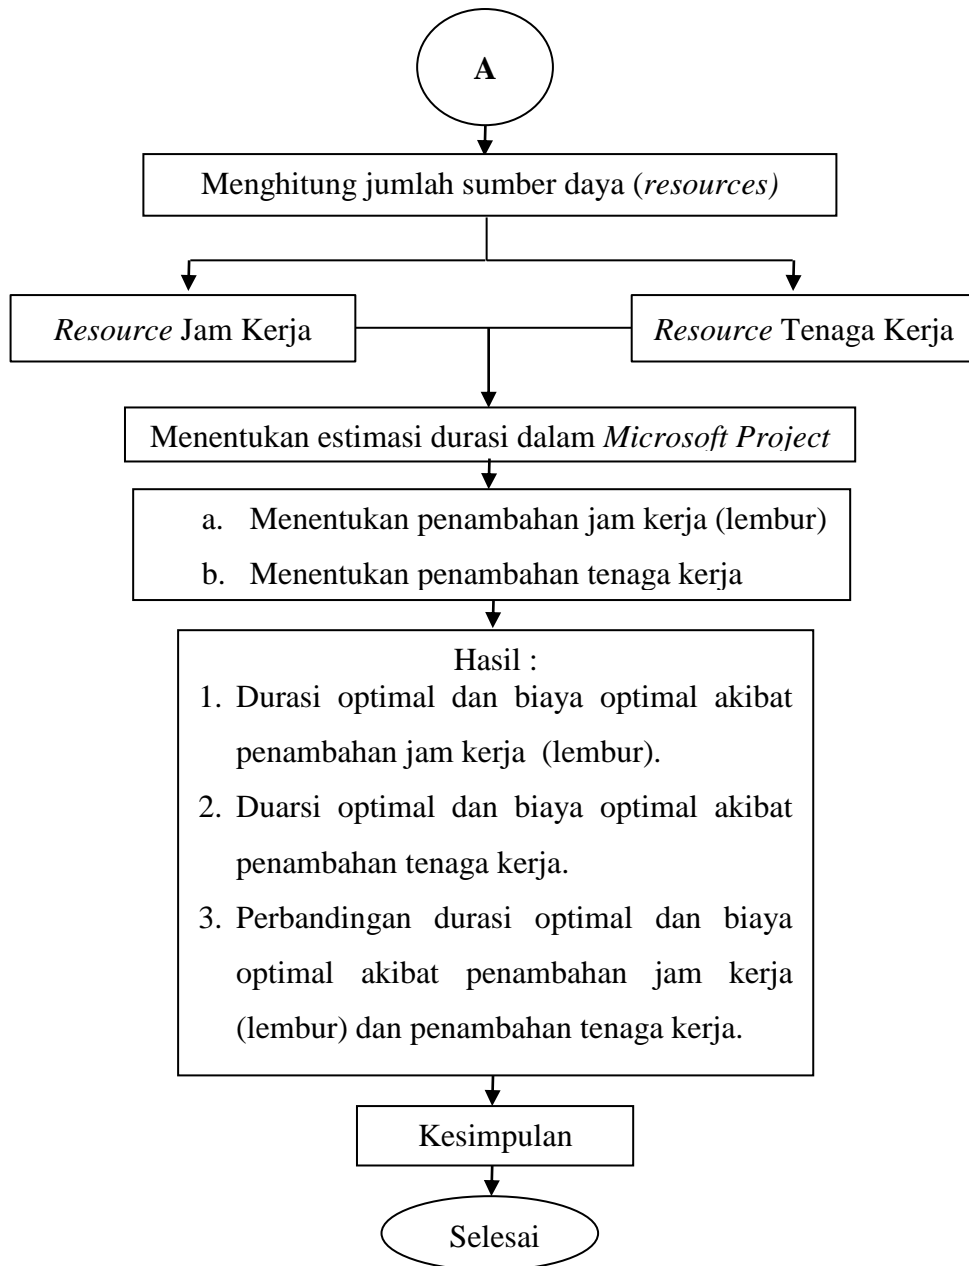 A
Menghitung jumlah sumber daya (resources)
Resource Jam Kerja
Resource Tenaga Kerja
Menentukan estimasi durasi dalam Microsoft Project
a. Menentukan penambahan jam kerja (lembur)
b. Menentukan penambahan tenaga kerja
Hasil :
1. Durasi optimal dan biaya optimal akibat
penambahan jam kerja (lembur).
2. Duarsi optimal dan biaya optimal akibat
penambahan tenaga kerja.
3. Perbandingan durasi optimal dan biaya
optimal akibat penambahan jam kerja
(lembur) dan penambahan tenaga kerja.
Kesimpulan
Selesai